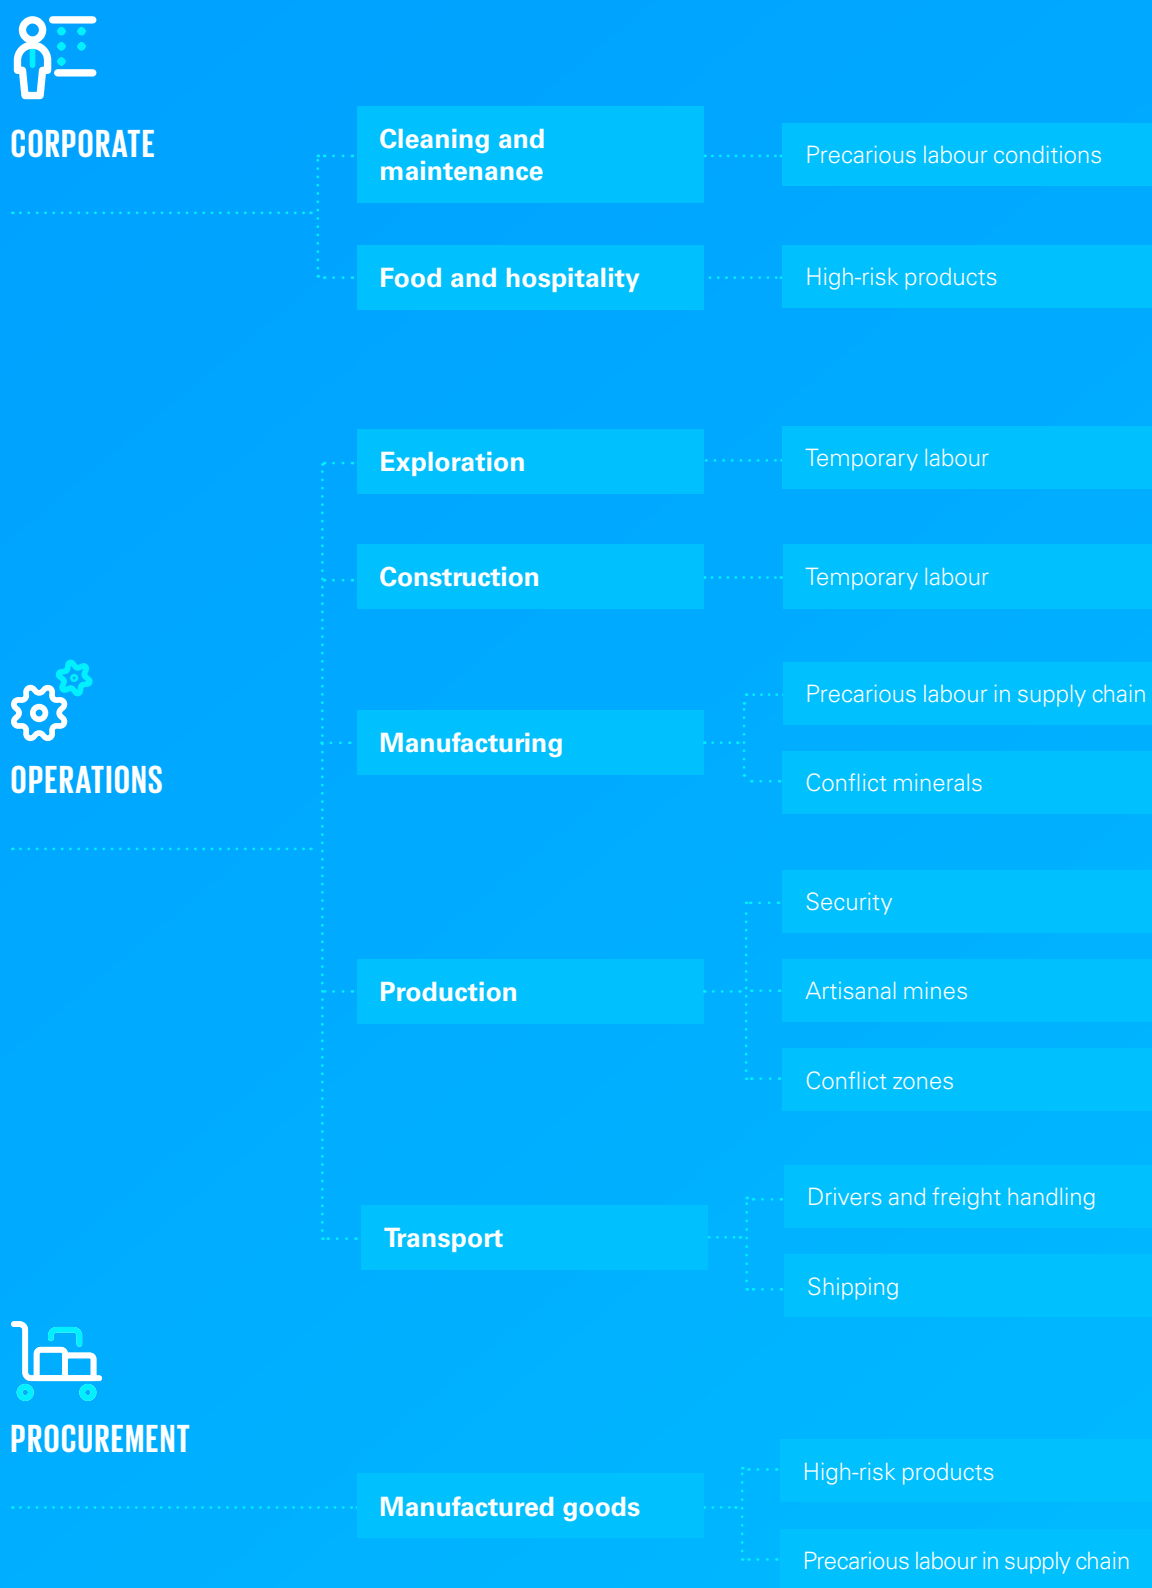 CORPORATE
Cleaning and
maintenance
Precarious labour conditions
Food and hospitality
High-risk products
Exploration
Temporary labour
Construction
Temporary labour
OPERATIONS
Manufacturing
Precarious labour in supply chain
Conflict minerals
Production
Security
Artisanal mines
Conflict zones
Transport
Drivers and freight handling
Shipping
PROCUREMENT
Manufactured goods
High-risk products
Precarious labour in supply chain